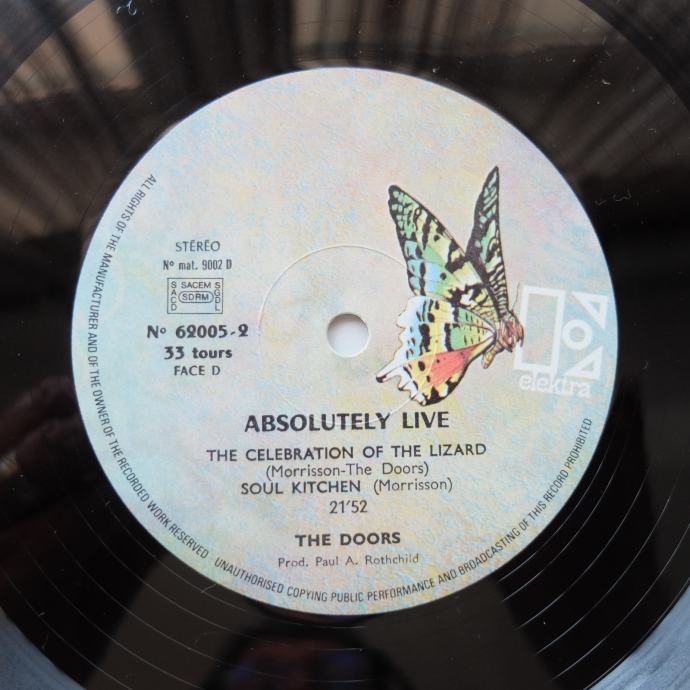 STÉRÉO
Nº mat. 9002 D
SACD SACEM SGDL
SDRM
Nº 62005-2
33 tours
FACE D
elektra
ABSOLUTELY LIVE
THE CELEBRATION OF THE LIZARD
(Morrisson-The Doors)
SOUL KITCHEN (Morrisson)
21'52
THE DOORS
Prod. Paul A. Rothchild
ALL RIGHTS OF THE MANUFACTURER AND OF THE OWNER OF THE RECORDED WORK RESERVED UNAUTHORISED COPYING PUBLIC PERFORMANCE AND BROADCASTING OF THIS RECORD PROHIBITED